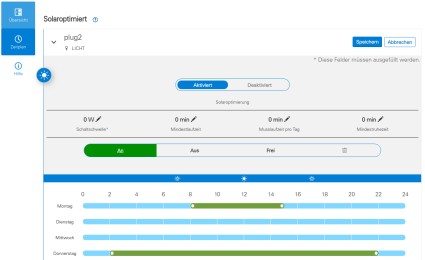 Übersicht
Solaroptimiert
Zeitplan
Hilfe
plug2
LICHT
Speichern
Abbrechen
* Diese Felder müssen ausgefüllt werden.
Aktiviert
Deaktiviert
Solaroptimierung
0 W
0 min
0 min
0 min
Schaltschwelle*
Mindestlaufzeit
Musslaufzeit pro Tag
Mindestruhezeit
An
Aus
Frei
0 2 4 6 8 10 12 14 16 18 20 22 24
Montag
Dienstag
Mittwoch
Donnerstag